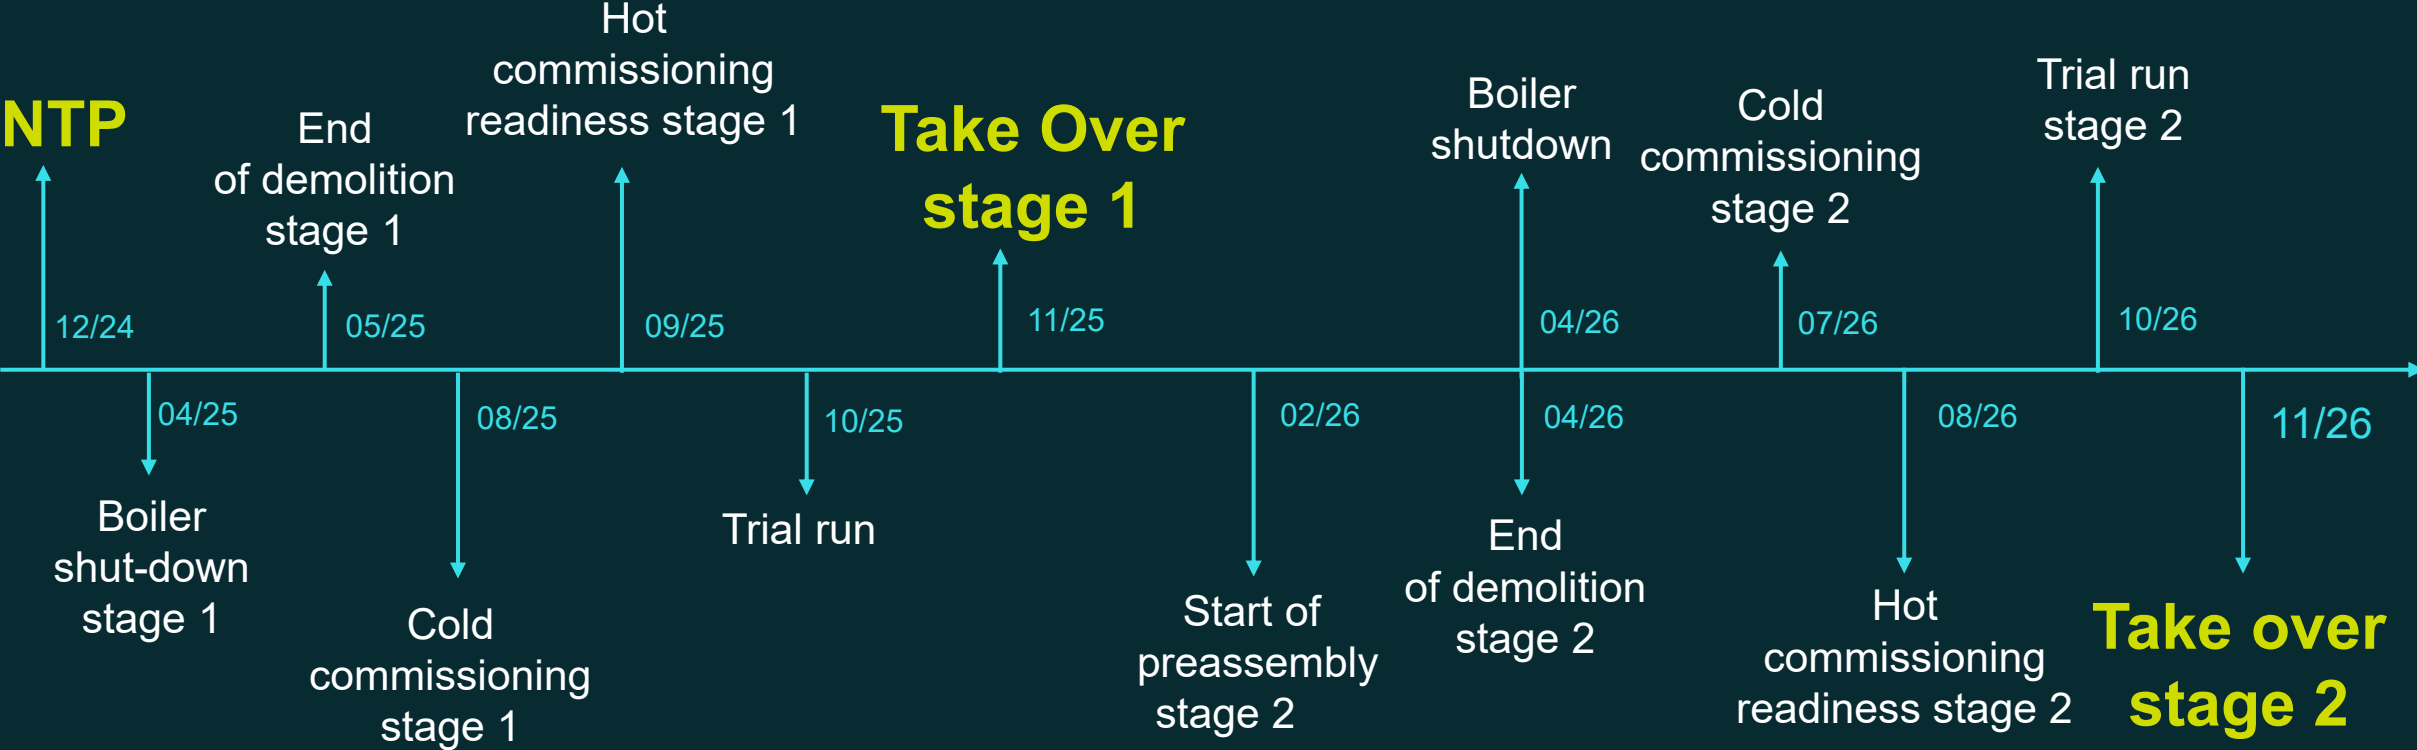 NTP
12/24
04/25
Boiler
shut-down
stage 1
End
of demolition
stage 1
05/25
08/25
Cold
commissioning
stage 1
Hot
commissioning
readiness stage 1
09/25
10/25
Trial run
Take Over
stage 1
11/25
02/26
Start of
preassembly
stage 2
Boiler
shutdown
04/26
04/26
End
of demolition
stage 2
Cold
commissioning
stage 2
07/26
08/26
Hot
commissioning
readiness stage 2
Trial run
stage 2
10/26
11/26
Take over
stage 2